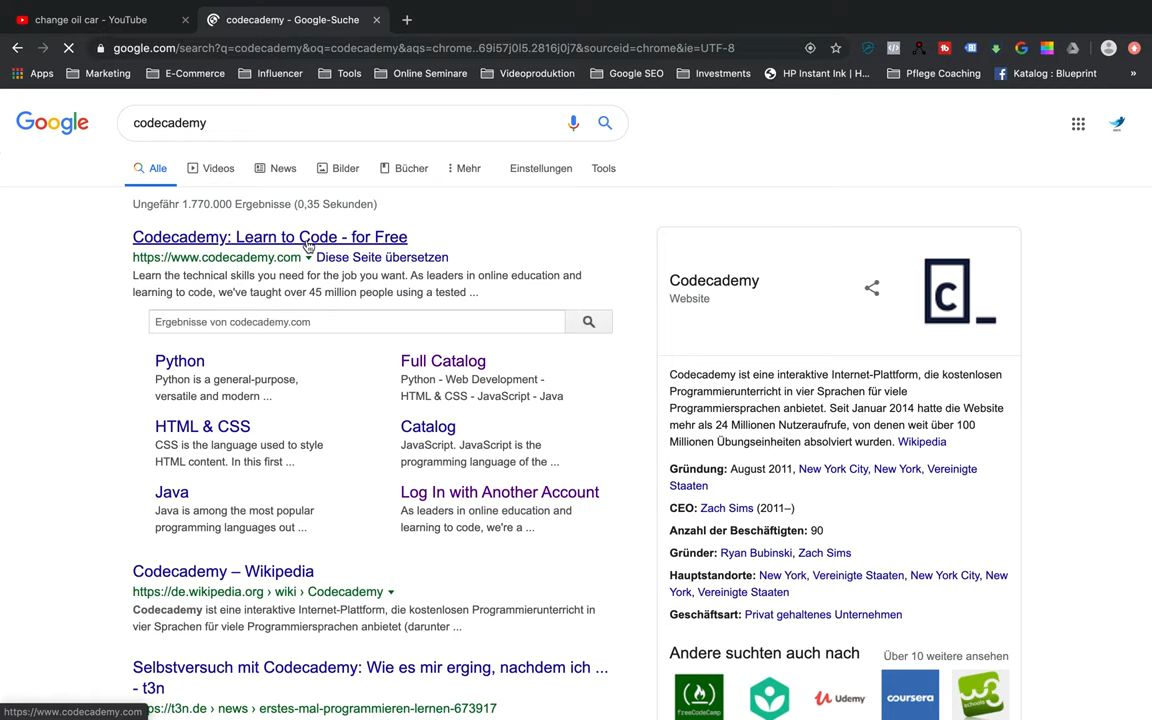 change oil car - YouTube
codecademy - Google-Suche
google.com/search?q=codecademy&oq=codecademy&aqs=chrome..69i57j0l5.2816j0j7&sourceid=chrome&ie=UTF-8
Apps Marketing E-Commerce Influencer Tools Online Seminare Videoproduktion Google SEO Investments HP Instant Ink | H... Pflege Coaching Katalog : Blueprint »
Google
codecademy
Alle Videos News Bilder Bücher Mehr Einstellungen Tools
Ungefähr 1.770.000 Ergebnisse (0,35 Sekunden)
Codecademy: Learn to Code - for Free
https://www.codecademy.com Diese Seite übersetzen
Learn the technical skills you need for the job you want. As leaders in online education and
learning to code, we've taught over 45 million people using a tested ...
Ergebnisse von codecademy.com
Python
Python is a general-purpose,
versatile and modern ...
Full Catalog
Python - Web Development -
HTML & CSS - JavaScript - Java
HTML & CSS
CSS is the language used to style
HTML content. In this first ...
Catalog
JavaScript. JavaScript is the
programming language of the ...
Java
Java is among the most popular
programming languages out ...
Log In with Another Account
As leaders in online education and
learning to code, we're a ...
Codecademy – Wikipedia
https://de.wikipedia.org › wiki › Codecademy
Codecademy ist eine interaktive Internet-Plattform, die kostenlosen Programmierunterricht in
vier Sprachen für viele Programmiersprachen anbietet (darunter ...
Selbstversuch mit Codecademy: Wie es mir erging, nachdem ich ...
- t3n
https://t3n.de › news › erstes-mal-programmieren-lernen-673917
https://www.codecademy.com
Codecademy
Website
c_
Codecademy ist eine interaktive Internet-Plattform, die kostenlosen
Programmierunterricht in vier Sprachen für viele
Programmiersprachen anbietet. Seit Januar 2014 hatte die Website
mehr als 24 Millionen Nutzeraufrufe, von denen weit über 100
Millionen Übungseinheiten absolviert wurden. Wikipedia
Gründung: August 2011, New York City, New York, Vereinigte
Staaten
CEO: Zach Sims (2011–)
Anzahl der Beschäftigten: 90
Gründer: Ryan Bubinski, Zach Sims
Hauptstandorte: New York, Vereinigte Staaten, New York City, New
York, Vereinigte Staaten
Geschäftsart: Privat gehaltenes Unternehmen
Andere suchten auch nach
Über 10 weitere ansehen
freeCodeCamp
Udemy
coursera
w3
schools